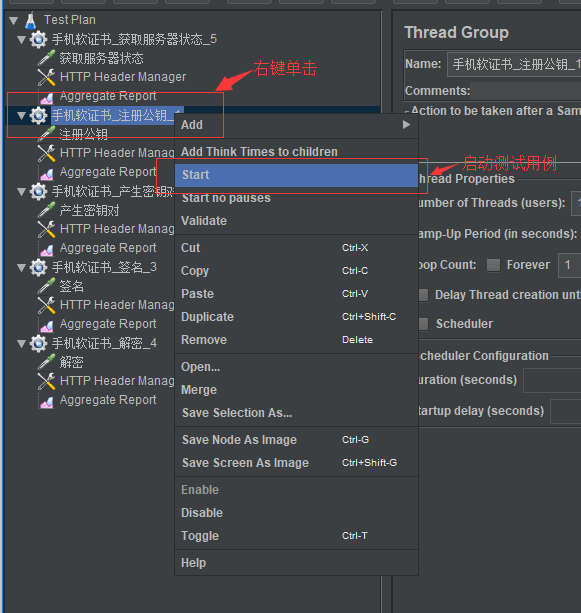 Test Plan
手机软证书_获取服务器状态_5
获取服务器状态
HTTP Header Manager
Aggregate Report
手机软证书_注册公钥_1
注册公钥
HTTP Header Manag
Aggregate Report
手机软证书_产生密钥对
产生密钥对
HTTP Header Manag
Aggregate Report
手机软证书_签名_3
签名
HTTP Header Manag
Aggregate Report
手机软证书_解密_4
解密
HTTP Header Manag
Aggregate Report
右键单击
启动测试用例
Add
Add Think Times to children
Start
Start no pauses
Validate
Cut Ctrl-X
Copy Ctrl-C
Paste Ctrl-V
Duplicate Ctrl+Shift-C
Remove Delete
Open...
Merge
Save Selection As...
Save Node As Image Ctrl-G
Save Screen As Image Ctrl+Shift-G
Enable
Disable
Toggle Ctrl-T
Help
Thread Group
Name: 手机软证书_注册公钥_1
Comments:
Action to be taken after a Sam
Thread Properties
Number of Threads (users): 1
Ramp-Up Period (in seconds):
Loop Count: Forever 1
Delay Thread creation unt
Scheduler
Scheduler Configuration
uration (seconds)
tartup delay (seconds)